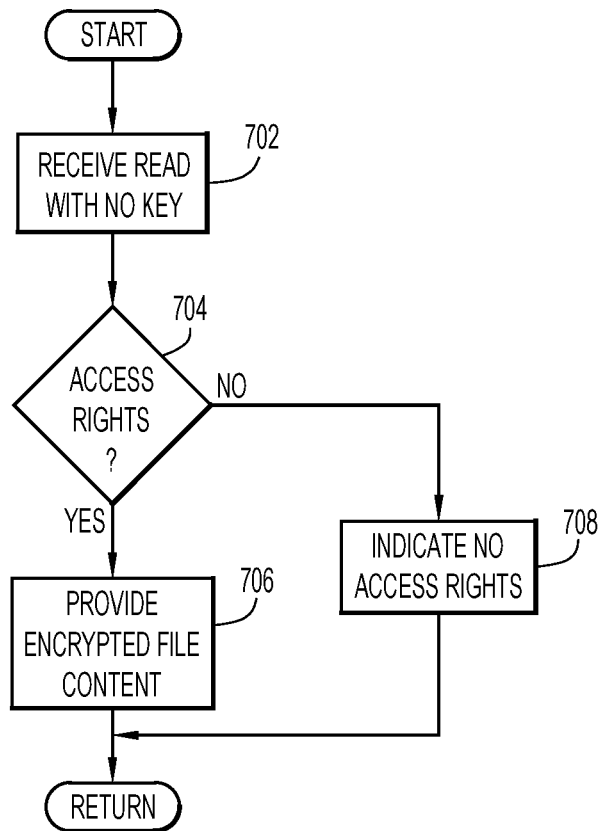 START
702
RECEIVE READ
WITH NO KEY
704
ACCESS
RIGHTS
?
NO
YES
708
INDICATE NO
ACCESS RIGHTS
706
PROVIDE
ENCRYPTED FILE
CONTENT
RETURN